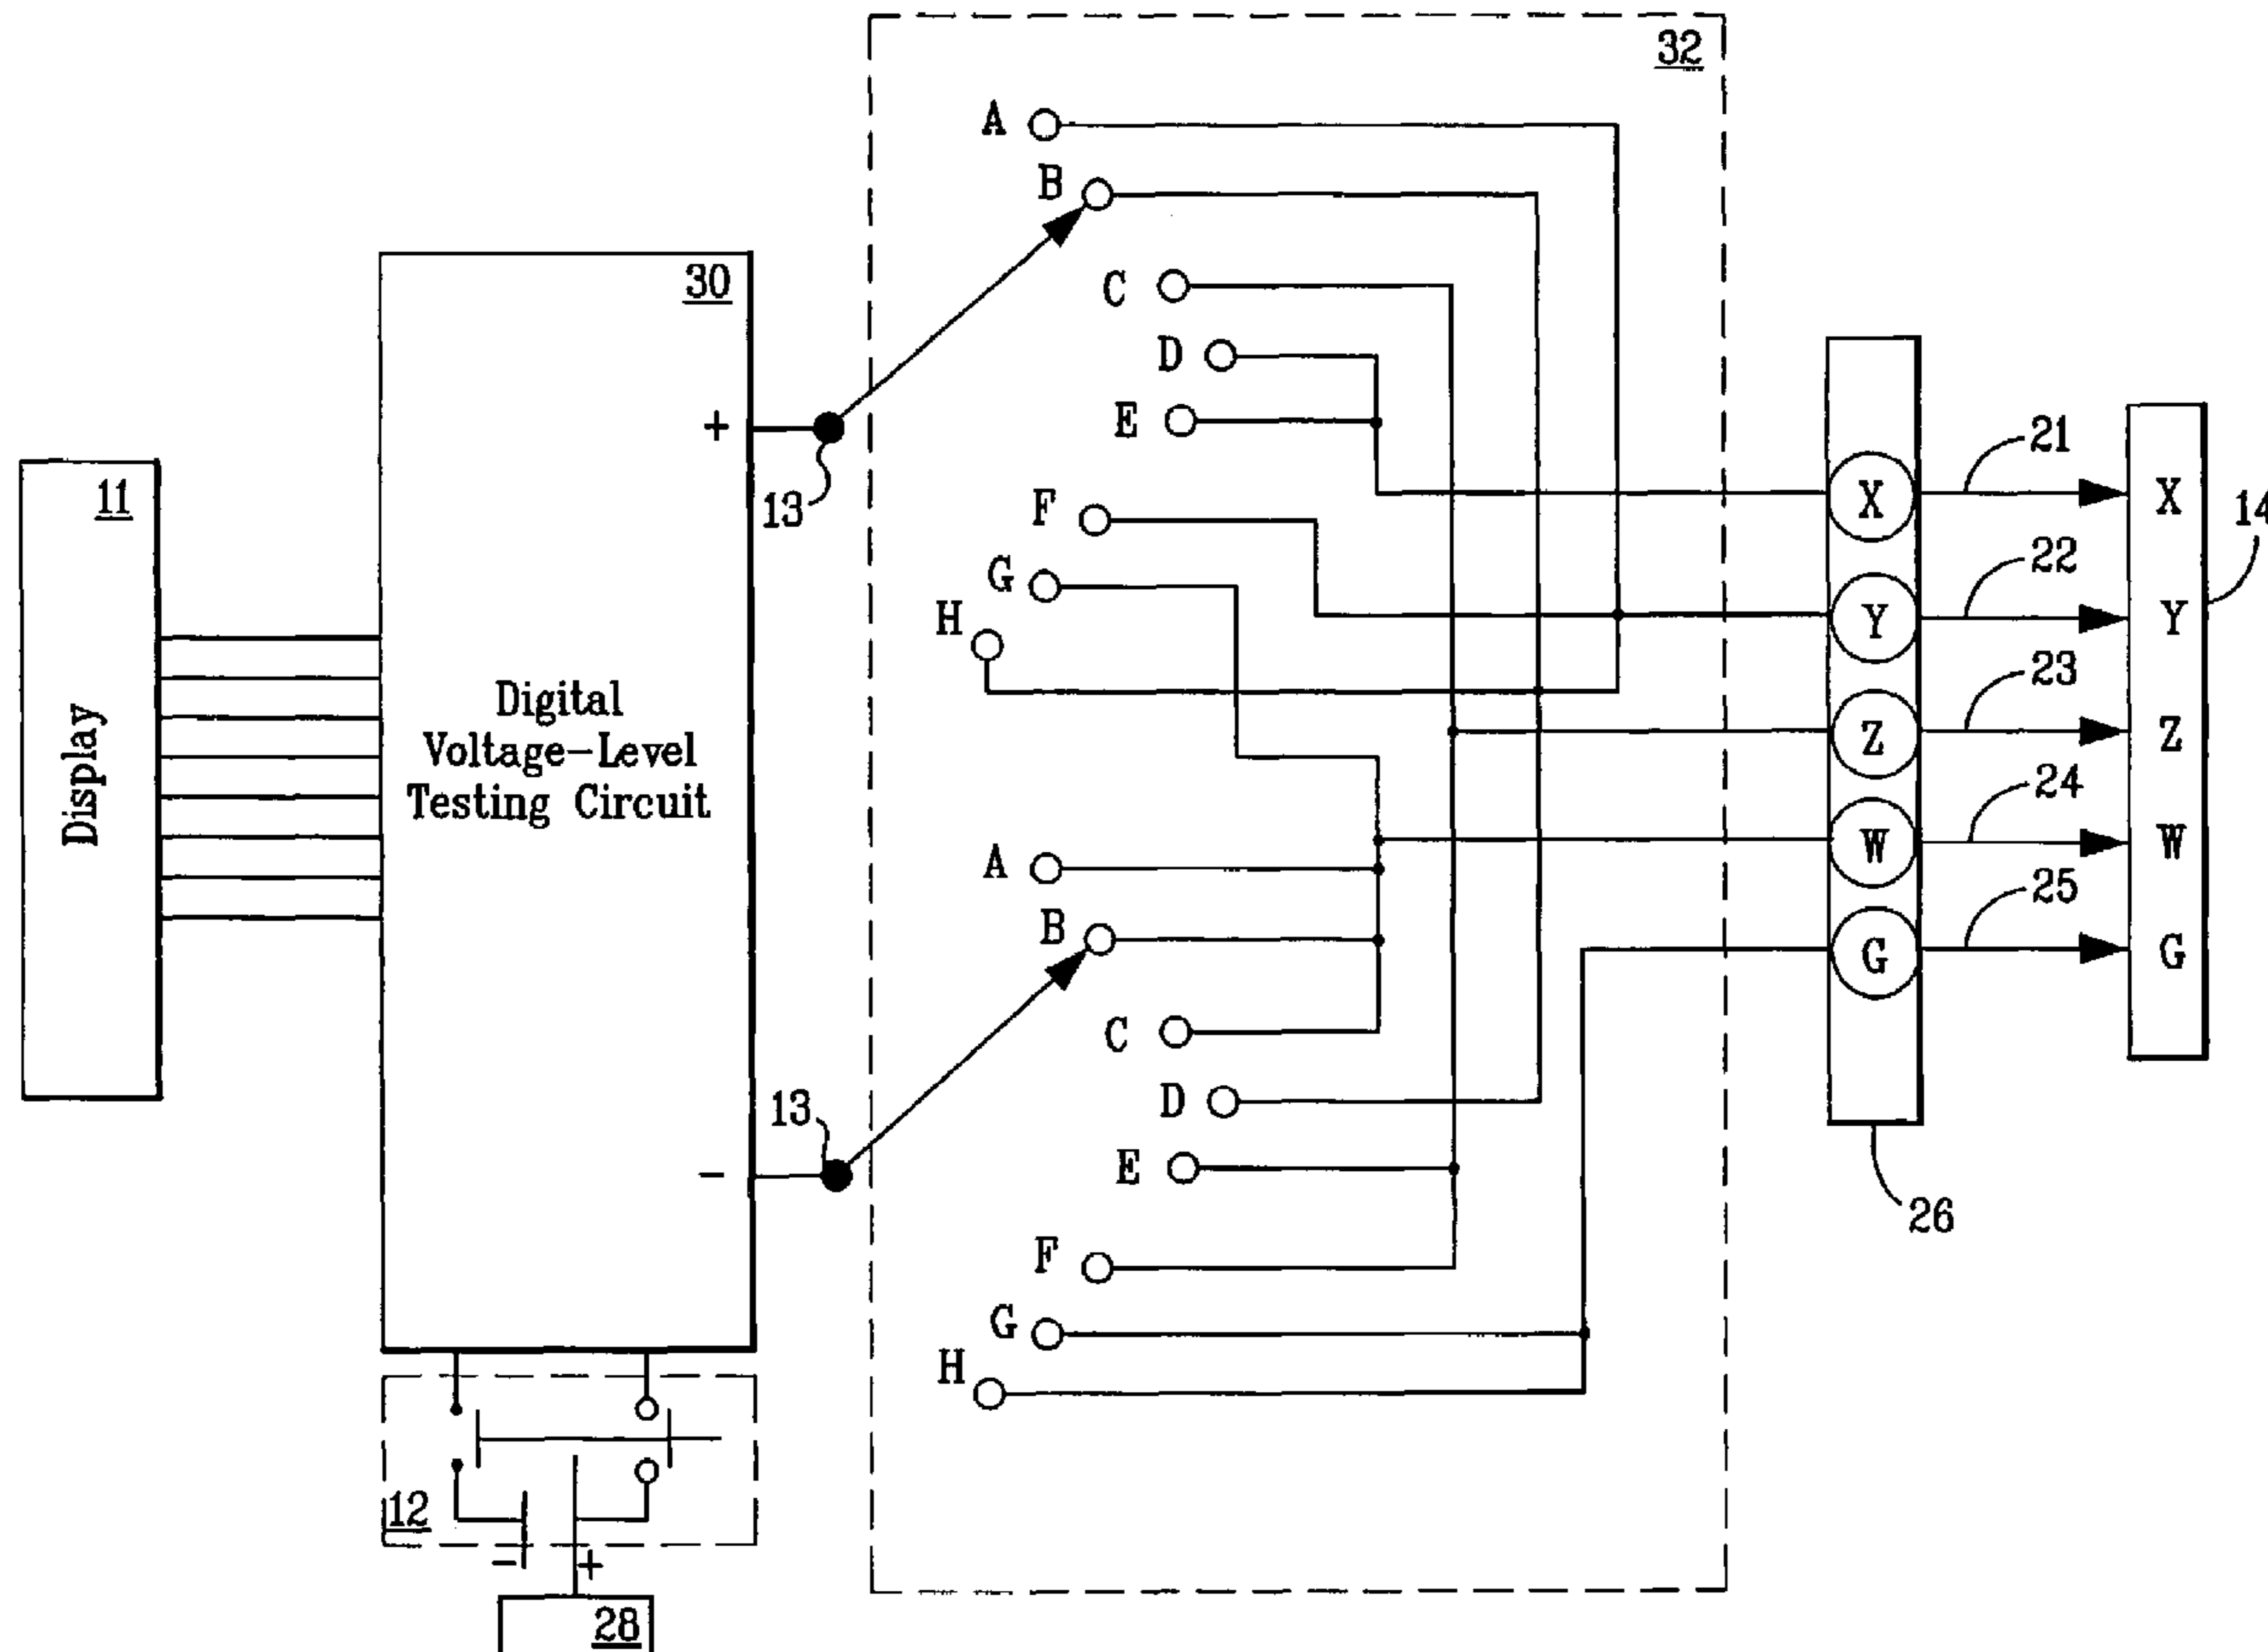 32
A
B
C
D
E
F
G
H
30
+
13
Digital
Voltage-Level
Testing Circuit
11
Display
A
B
C
D
E
F
G
H
13
-
X
Y
Z
W
G
21
22
23
24
25
X
Y
Z
W
G
14
26
12
-
+
28